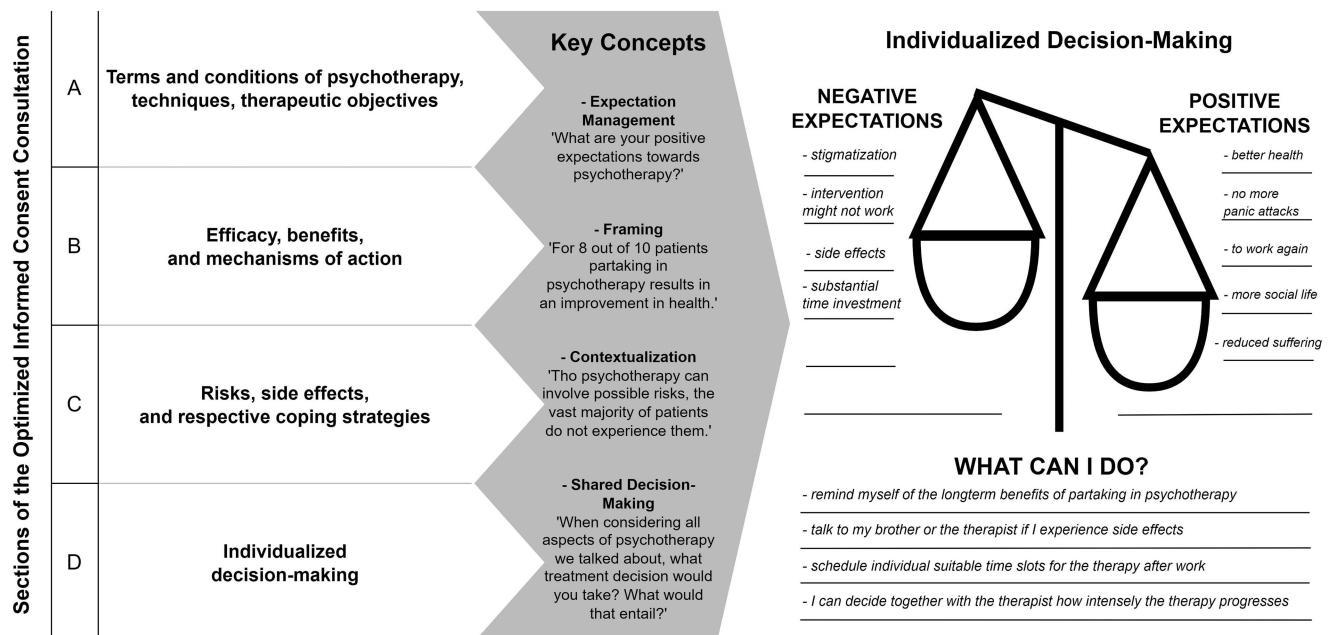 Sections of the Optimized Informed Consent Consultation
A
Terms and conditions of psychotherapy,
techniques, therapeutic objectives
B
Efficacy, benefits,
and mechanisms of action
C
Risks, side effects,
and respective coping strategies
D
Individualized
decision-making
Key Concepts
- Expectation
Management
'What are your positive
expectations towards
psychotherapy?'
- Framing
'For 8 out of 10 patients
partaking in
psychotherapy results in
an improvement in health.'
- Contextualization
'Tho psychotherapy can
involve possible risks, the
vast majority of patients
do not experience them.'
- Shared Decision-
Making
'When considering all
aspects of psychotherapy
we talked about, what
treatment decision would
you take? What would
that entail?'
Individualized Decision-Making
NEGATIVE
EXPECTATIONS
- stigmatization
- intervention
might not work
- side effects
- substantial
time investment
POSITIVE
EXPECTATIONS
- better health
- no more
panic attacks
- to work again
- more social life
- reduced suffering
WHAT CAN I DO?
- remind myself of the longterm benefits of partaking in psychotherapy
- talk to my brother or the therapist if I experience side effects
- schedule individual suitable time slots for the therapy after work
- I can decide together with the therapist how intensely the therapy progresses